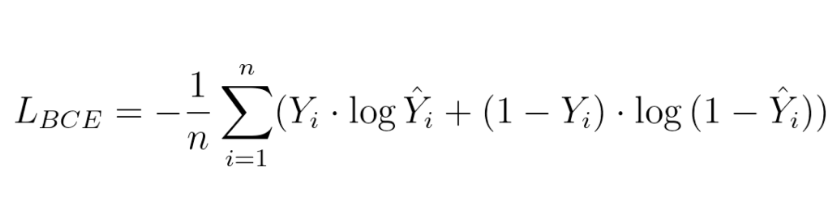 L_{BCE} = -\frac{1}{n} \sum_{i=1}^{n} (Y_i \cdot \log \hat{Y}_i + (1 - Y_i) \cdot \log (1 - \hat{Y}_i))